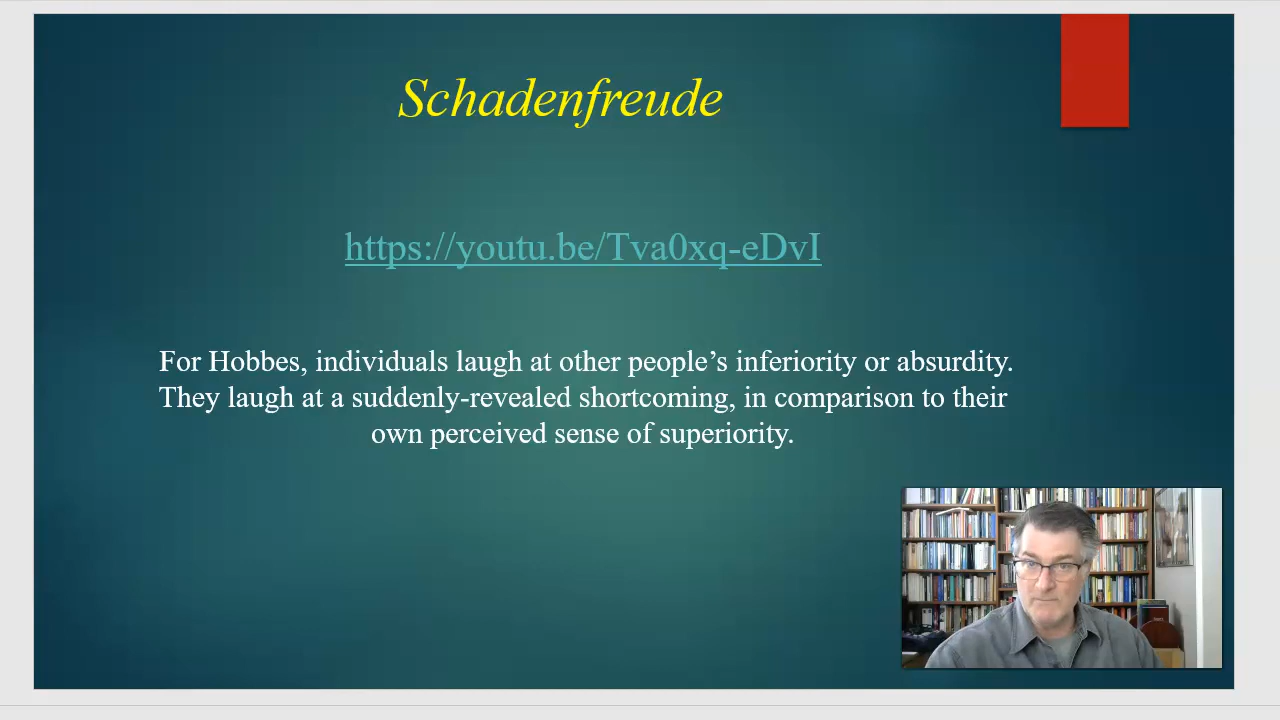 Schadenfreude
https://youtu.be/Tva0xq-eDvI
For Hobbes, individuals laugh at other people’s inferiority or absurdity.
They laugh at a suddenly-revealed shortcoming, in comparison to their
own perceived sense of superiority.